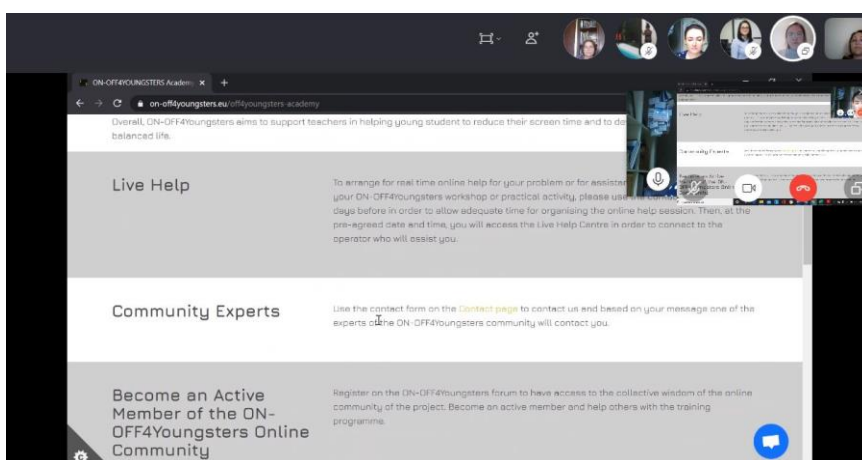 ON-OFF4YOUNGSTERS Academ
on-off4youngsters.eu/off4youngsters-academy
Overall, ON-OFF4Youngsters aims to support teachers in helping young student to reduce their screen time and to de
balanced life.
Live Help
To arrange for real time online help for your problem or for assister
your ON-OFF4Youngsters workshop or practical activity, please use the
days before in order to allow adequate time for organising the online help session. Then, at the
pre-agreed date and time, you will access the Live Help Centre in order to connect to the
operator who will assist you.
Community Experts
Use the contact form on the Contact page to contact us and based on your message one of the
experts of the ON-OFF4Youngsters community will contact you.
Become an Active
Member of the ON-
OFF4Youngsters Online
Community
Register on the ON-OFF4Youngsters forum to have access to the collective wisdom of the online
community of the project. Become an active member and help others with the training
programme.
Live Help
Community Experts